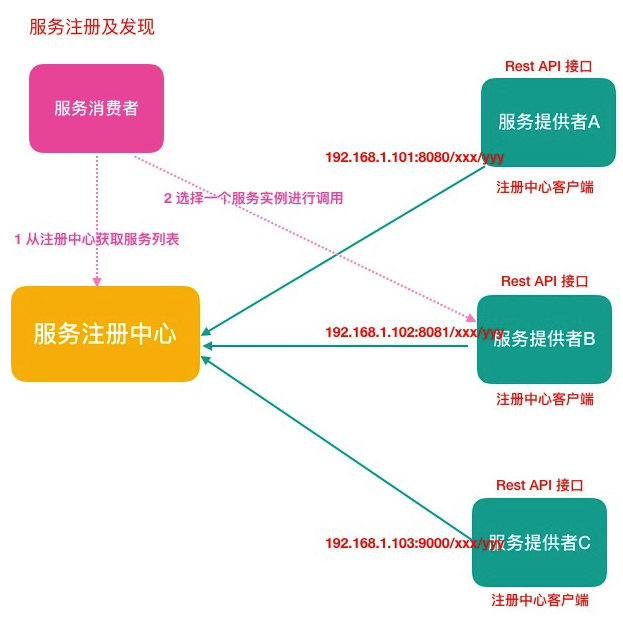 服务注册及发现
服务消费者
Rest API 接口
服务提供者A
192.168.1.101:8080/xxx/yyy
注册中心客户端
2 选择一个服务实例进行调用
1 从注册中心获取服务列表
服务注册中心
Rest API 接口
192.168.1.102:8081/xxx/yyy
服务提供者B
注册中心客户端
Rest API 接口
192.168.1.103:9000/xxx/yyy
服务提供者C
注册中心客户端